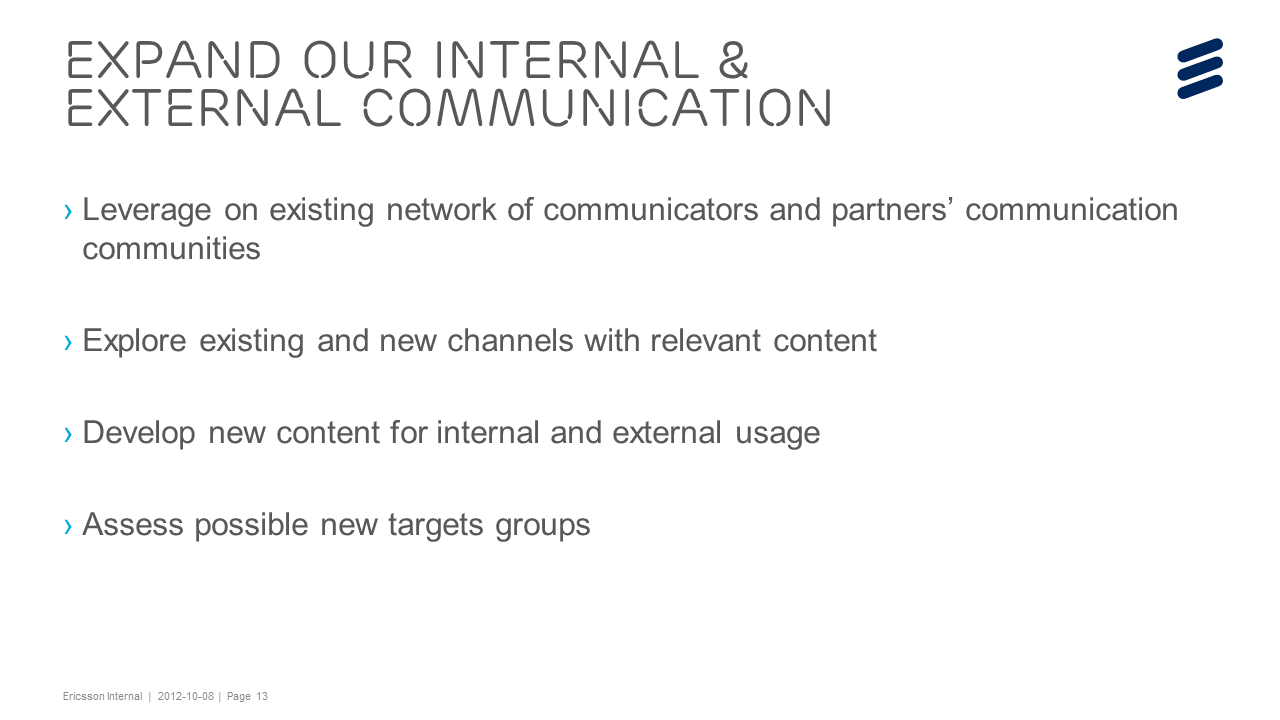 EXPAND OUR INTERNAL &
EXTERNAL COMMUNICATION
› Leverage on existing network of communicators and partners’ communication
communities
› Explore existing and new channels with relevant content
› Develop new content for internal and external usage
› Assess possible new targets groups
Ericsson Internal | 2012-10-08 | Page 13